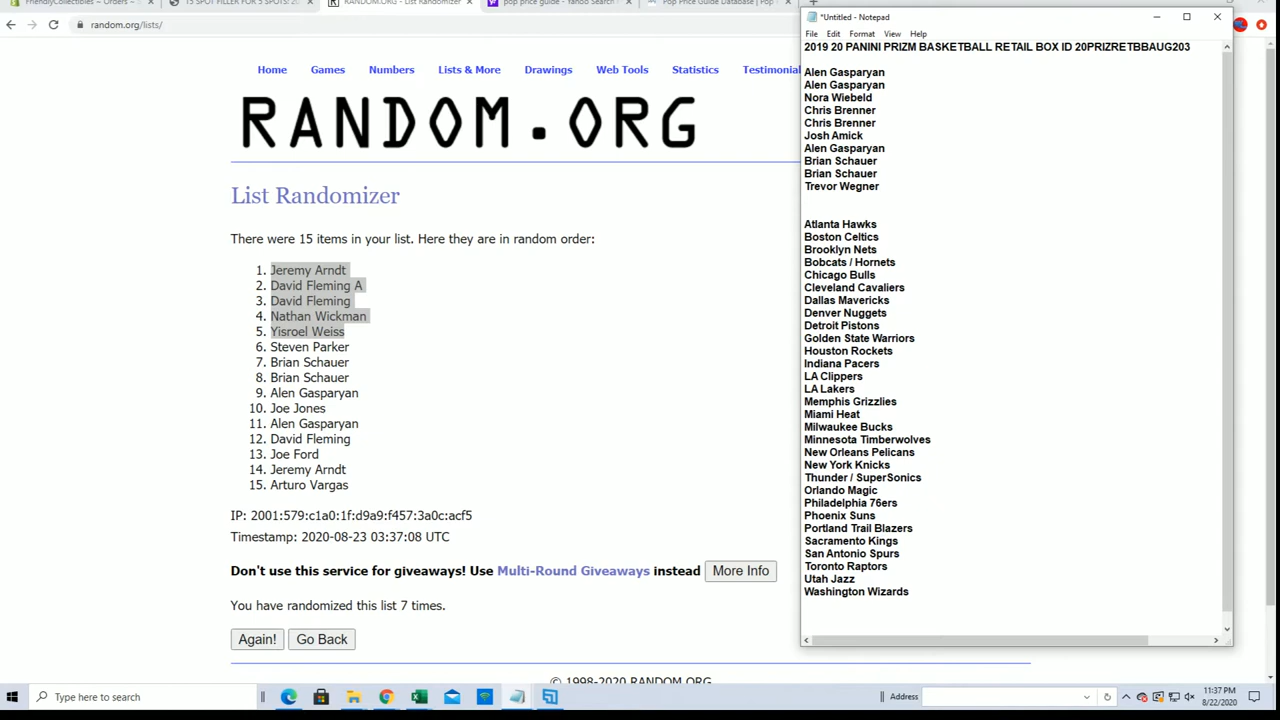 FriendlyCollectibles – Orders –
15 SPOT FILLER FOR 5 SPOTS:
RANDOM.ORG - List Randomizer
pop price guide -
Pop Price Guide Database | Pop
random.org/lists/
Home Games Numbers Lists & More Drawings Web Tools Statistics Testimonial
RANDOM.ORG
List Randomizer
There were 15 items in your list. Here they are in random order:
1. Jeremy Arndt
2. David Fleming A
3. David Fleming
4. Nathan Wickman
5. Yisroel Weiss
6. Steven Parker
7. Brian Schauer
8. Brian Schauer
9. Alen Gasparyan
10. Joe Jones
11. Alen Gasparyan
12. David Fleming
13. Joe Ford
14. Jeremy Arndt
15. Arturo Vargas
IP: 2001:579:c1a0:1f:d9a9:f457:3a0c:acf5
Timestamp: 2020-08-23 03:37:08 UTC
Don't use this service for giveaways! Use Multi-Round Giveaways instead More Info
You have randomized this list 7 times.
Again! Go Back
© 1998-2020 RANDOM.ORG
*Untitled - Notepad
File Edit Format View Help
2019 20 PANINI PRIZM BASKETBALL RETAIL BOX ID 20PRIZRETBBAUG203
Alen Gasparyan
Alen Gasparyan
Nora Wiebeld
Chris Brenner
Chris Brenner
Josh Amick
Alen Gasparyan
Brian Schauer
Brian Schauer
Trevor Wegner
Atlanta Hawks
Boston Celtics
Brooklyn Nets
Bobcats / Hornets
Chicago Bulls
Cleveland Cavaliers
Dallas Mavericks
Denver Nuggets
Detroit Pistons
Golden State Warriors
Houston Rockets
Indiana Pacers
LA Clippers
LA Lakers
Memphis Grizzlies
Miami Heat
Milwaukee Bucks
Minnesota Timberwolves
New Orleans Pelicans
New York Knicks
Thunder / SuperSonics
Orlando Magic
Philadelphia 76ers
Phoenix Suns
Portland Trail Blazers
Sacramento Kings
San Antonio Spurs
Toronto Raptors
Utah Jazz
Washington Wizards
Type here to search
Address
11:37 PM
8/22/2020